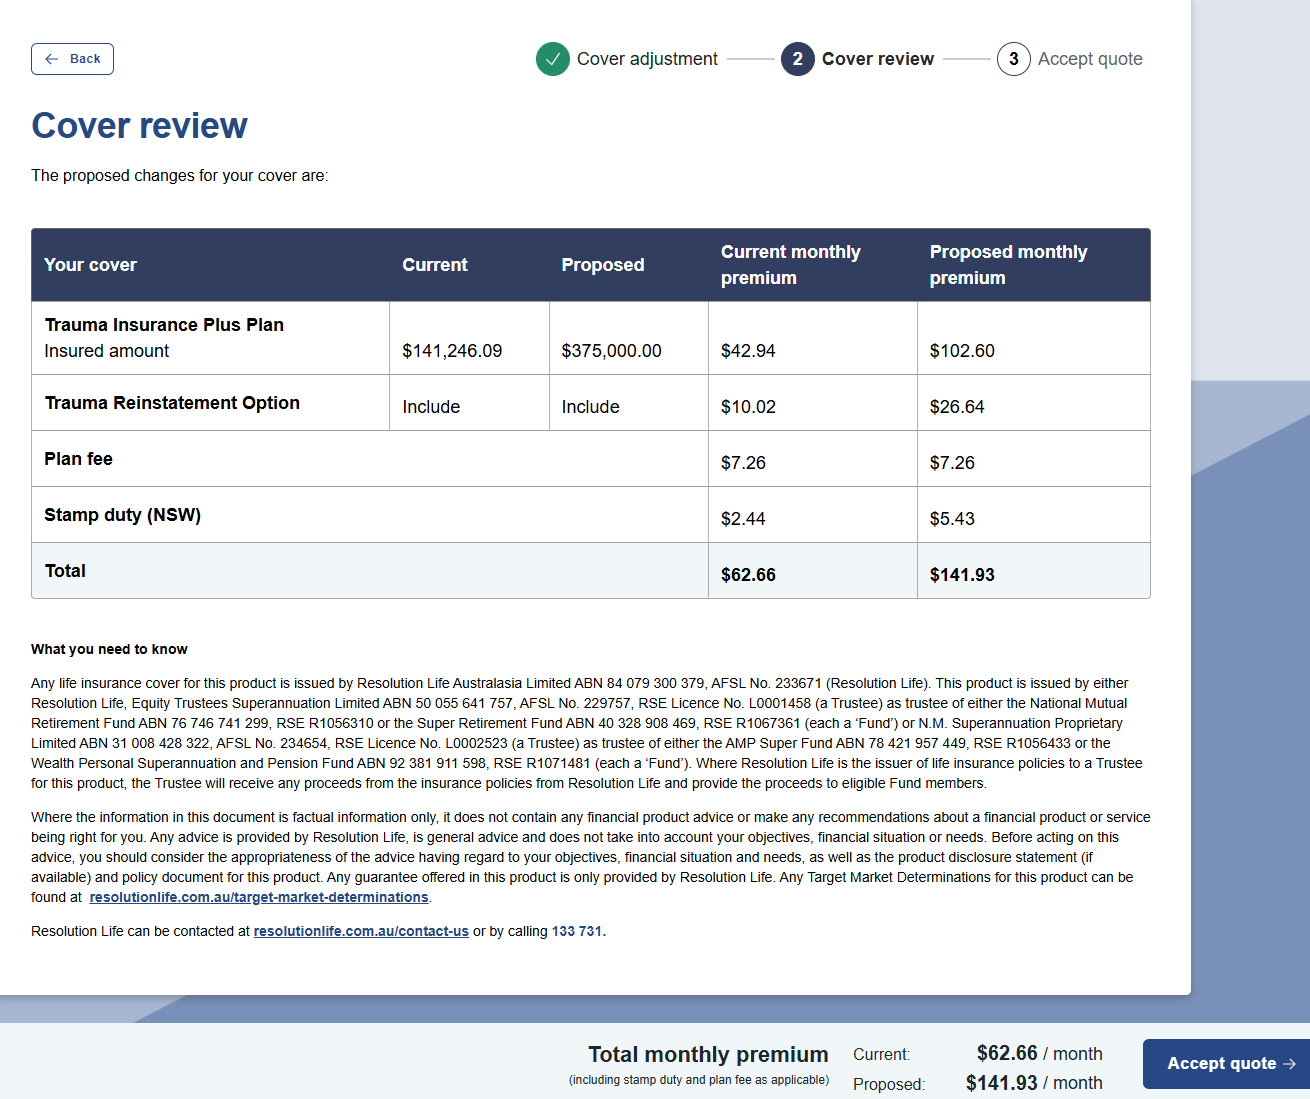 ← Back
Cover adjustment
2 Cover review
3 Accept quote
Cover review
The proposed changes for your cover are:
Your cover Current Proposed Current monthly premium Proposed monthly premium
Trauma Insurance Plus Plan
Insured amount $141,246.09 $375,000.00 $42.94 $102.60
Trauma Reinstatement Option Include Include $10.02 $26.64
Plan fee $7.26 $7.26
Stamp duty (NSW) $2.44 $5.43
Total $62.66 $141.93
What you need to know
Any life insurance cover for this product is issued by Resolution Life Australasia Limited ABN 84 079 300 379, AFSL No. 233671 (Resolution Life). This product is issued by either
Resolution Life, Equity Trustees Superannuation Limited ABN 50 055 641 757, AFSL No. 229757, RSE Licence No. L0001458 (a Trustee) as trustee of either the National Mutual
Retirement Fund ABN 76 746 741 299, RSE R1056310 or the Super Retirement Fund ABN 40 328 908 469, RSE R1067361 (each a ‘Fund’) or N.M. Superannuation Proprietary
Limited ABN 31 008 428 322, AFSL No. 234654, RSE Licence No. L0002523 (a Trustee) as trustee of either the AMP Super Fund ABN 78 421 957 449, RSE R1056433 or the
Wealth Personal Superannuation and Pension Fund ABN 92 381 911 598, RSE R1071481 (each a ‘Fund’). Where Resolution Life is the issuer of life insurance policies to a Trustee
for this product, the Trustee will receive any proceeds from the insurance policies from Resolution Life and provide the proceeds to eligible Fund members.
Where the information in this document is factual information only, it does not contain any financial product advice or make any recommendations about a financial product or service
being right for you. Any advice is provided by Resolution Life, is general advice and does not take into account your objectives, financial situation or needs. Before acting on this
advice, you should consider the appropriateness of the advice having regard to your objectives, financial situation and needs, as well as the product disclosure statement (if
available) and policy document for this product. Any guarantee offered in this product is only provided by Resolution Life. Any Target Market Determinations for this product can be
found at resolutionlife.com.au/target-market-determinations.
Resolution Life can be contacted at resolutionlife.com.au/contact-us or by calling 133 731.
Total monthly premium
(including stamp duty and plan fee as applicable)
Current: $62.66 / month
Proposed: $141.93 / month
Accept quote →